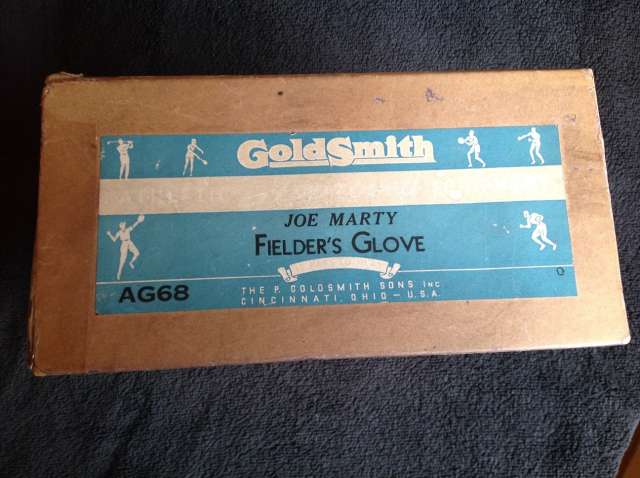 GoldSmith
JOE MARTY
FIELDER'S GLOVE
AG68
THE P. GOLDSMITH SONS INC.
CINCINNATI, OHIO - U.S.A.